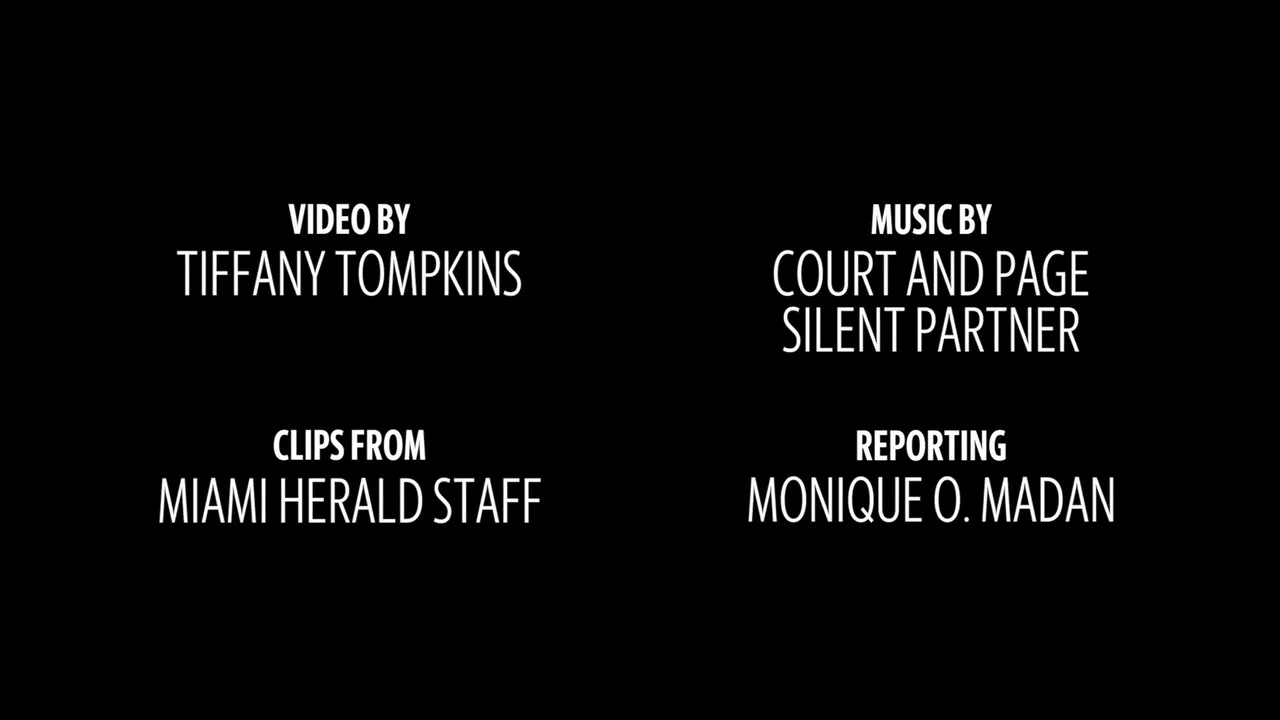 VIDEO BY
TIFFANY TOMPKINS
MUSIC BY
COURT AND PAGE
SILENT PARTNER
CLIPS FROM
MIAMI HERALD STAFF
REPORTING
MONIQUE O. MADAN